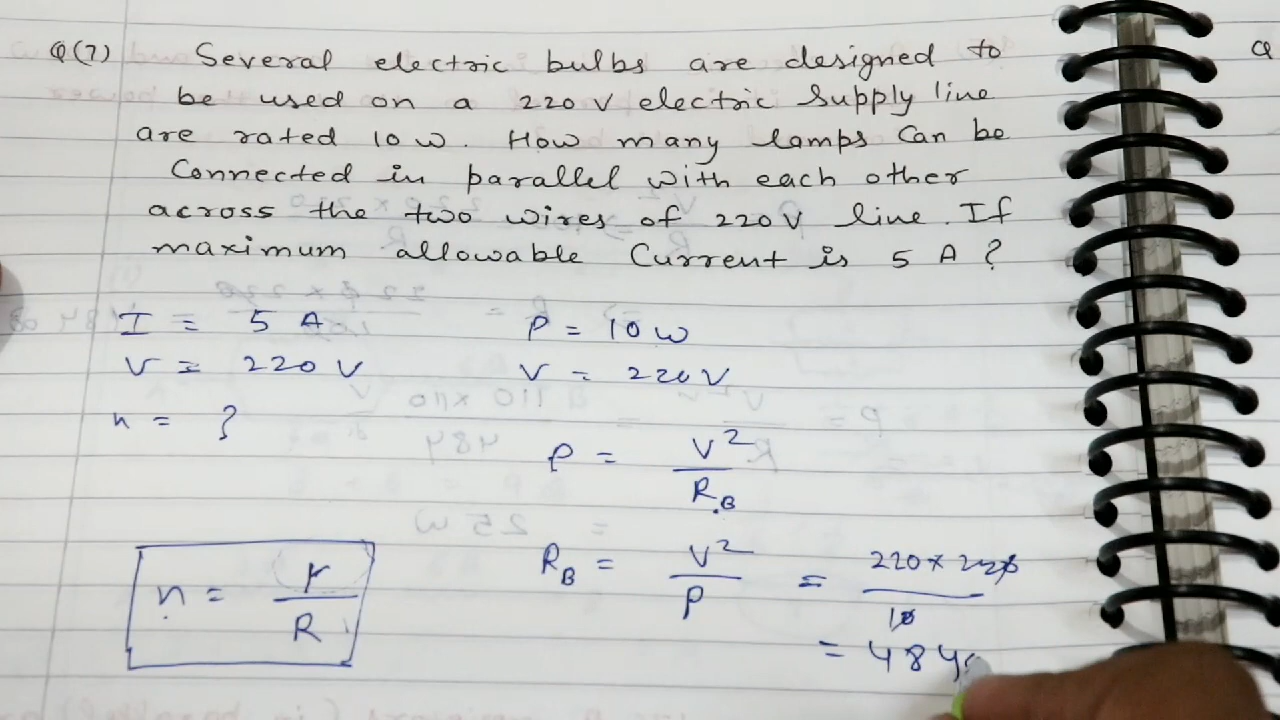 Q(7) Several electric bulbs are designed to
be used on a 220 V electric Supply line
are rated 10 w. How many lamps Can be
Connected in parallel with each other
across the two wires of 220 V line. If
maximum allowable Current is 5 A ?
I = 5 A
V = 220 V
n = ?
P = 10 w
V = 220 V
P = V²/R_B
R_B = V²/P = 220 x 220/10
= 484
n = r/R
Q